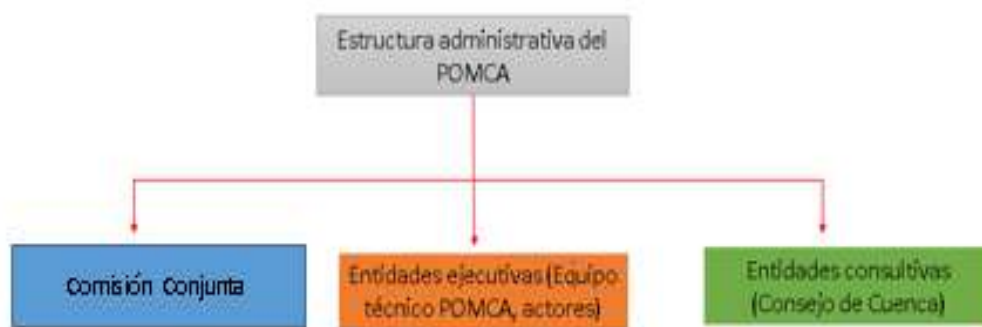 Estructura administrativa del
POMCA
Comisión Conjunta
Entidades ejecutivas (Equipo
técnico POMCA, actores)
Entidades consultivas
(Consejo de Cuenca)